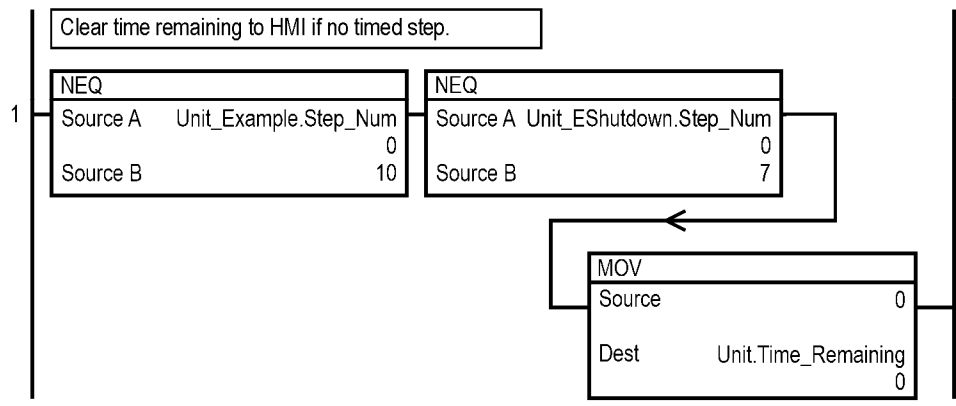 Clear time remaining to HMI if no timed step.
NEQ
Source A Unit_Example.Step_Num
0
Source B 10
NEQ
Source A Unit_EShutdown.Step_Num
0
Source B 7
1
MOV
Source 0
Dest Unit.Time_Remaining
0